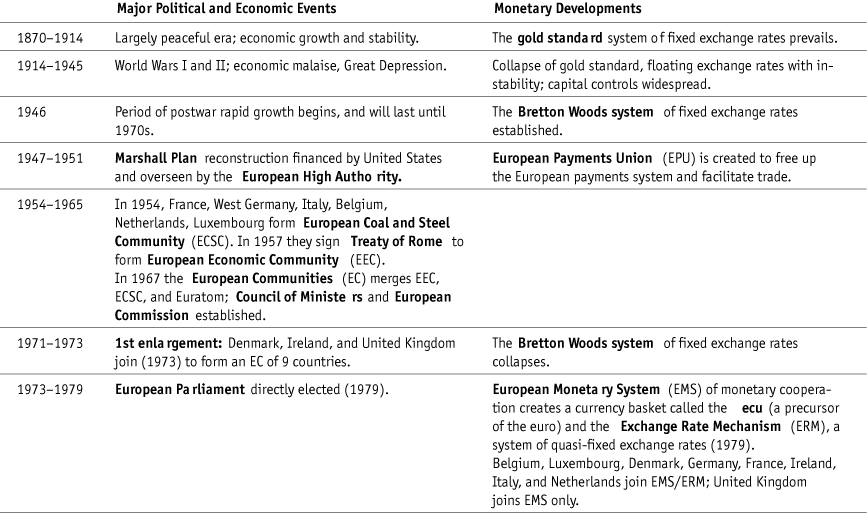 Major Political and Economic Events Monetary Developments
1870–1914 Largely peaceful era; economic growth and stability. The gold standard system of fixed exchange rates prevails.
1914–1945 World Wars I and II; economic malaise, Great Depression. Collapse of gold standard, floating exchange rates with in-
stability; capital controls widespread.
1946 Period of postwar rapid growth begins, and will last until The Bretton Woods system of fixed exchange rates
1970s. established.
1947–1951 Marshall Plan reconstruction financed by United States European Payments Union (EPU) is created to free up
and overseen by the European High Authority. the European payments system and facilitate trade.
1954–1965 In 1954, France, West Germany, Italy, Belgium,
Netherlands, Luxembourg form European Coal and Steel
Community (ECSC). In 1957 they sign Treaty of Rome to
form European Economic Community (EEC).
In 1967 the European Communities (EC) merges EEC,
ECSC, and Euratom; Council of Ministers and European
Commission established.
1971–1973 1st enlargement: Denmark, Ireland, and United Kingdom The Bretton Woods system of fixed exchange rates
join (1973) to form an EC of 9 countries. collapses.
1973–1979 European Parliament directly elected (1979). European Monetary System (EMS) of monetary coopera-
tion creates a currency basket called the ecu (a precursor
of the euro) and the Exchange Rate Mechanism (ERM), a
system of quasi-fixed exchange rates (1979).
Belgium, Luxembourg, Denmark, Germany, France, Ireland,
Italy, and Netherlands join EMS/ERM; United Kingdom
joins EMS only.